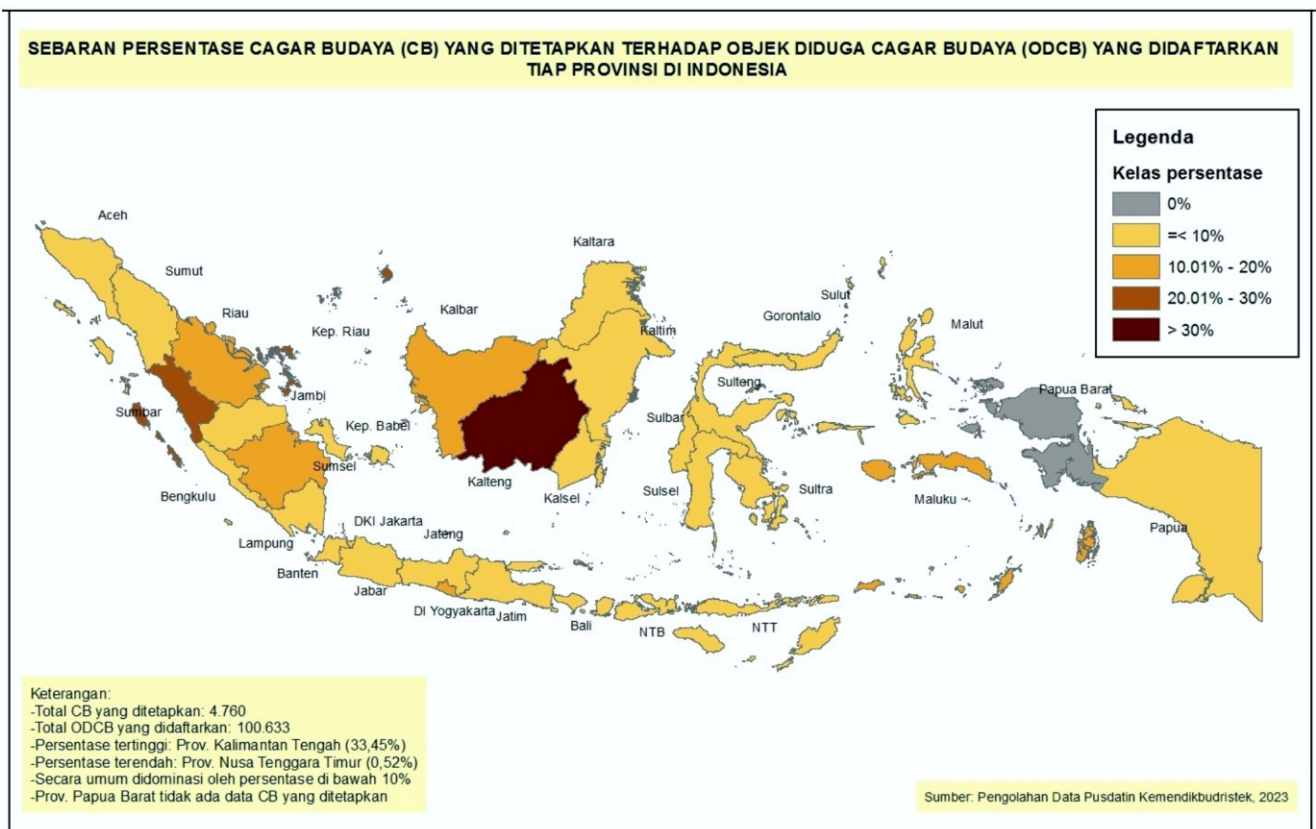 SEBARAN PERSENTASE CAGAR BUDAYA (CB) YANG DITETAPKAN TERHADAP OBJEK DIDUGA CAGAR BUDAYA (ODCB) YANG DIDAFTARKAN
TIAP PROVINSI DI INDONESIA
Legenda
Kelas persentase
0%
=< 10%
10.01% - 20%
20.01% - 30%
> 30%
Aceh
Sumut
Riau
Kep. Riau
Kalbar
Kaltara
Kaltim
Gorontalo
Sulut
Malut
Papua Barat
Sumbar
Jambi
Kep. Babel
Sumsel
Bengkulu
Lampung
Kalteng
Kalsel
Sulteng
Sulbar
Sulsel
Sultra
Maluku
Papua
DKI Jakarta
Jateng
Banten
Jabar
DI Yogyakarta
Jatim
Bali
NTB
NTT
Keterangan:
-Total CB yang ditetapkan: 4.760
-Total ODCB yang didaftarkan: 100.633
-Persentase tertinggi: Prov. Kalimantan Tengah (33,45%)
-Persentase terendah: Prov. Nusa Tenggara Timur (0,52%)
-Secara umum didominasi oleh persentase di bawah 10%
-Prov. Papua Barat tidak ada data CB yang ditetapkan
Sumber: Pengolahan Data Pusdatin Kemendikbudristek, 2023